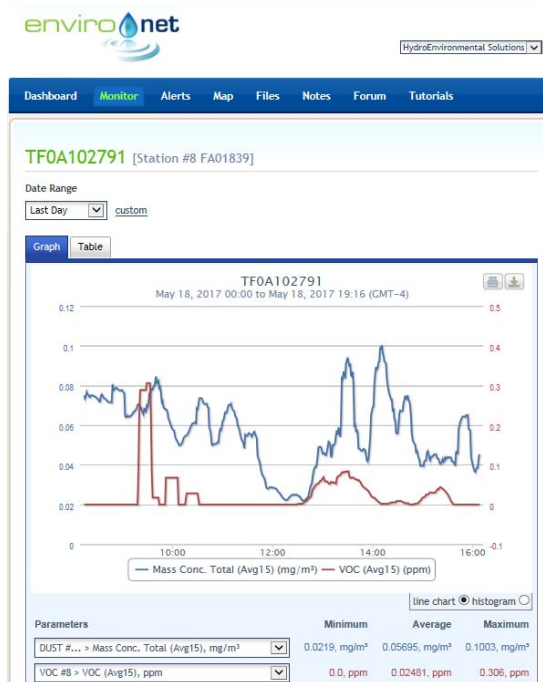 enviro net
HydroEnvironmental Solutions
Dashboard Monitor Alerts Map Files Notes Forum Tutorials
TF0A102791 [Station #8 FA01839]
Date Range
Last Day custom
Graph Table
TF0A102791
May 18, 2017 00:00 to May 18, 2017 19:16 (GMT-4)
0.12 0.5
0.1 0.4
0.08 0.3
0.06 0.2
0.04 0.1
0.02 0
0 -0.1
10:00 12:00 14:00 16:00
Mass Conc. Total (Avg15) (mg/m³) VOC (Avg15) (ppm)
line chart histogram
Parameters Minimum Average Maximum
DUST #... > Mass Conc. Total (Avg15), mg/m³ 0.0219, mg/m³ 0.05695, mg/m³ 0.1003, mg/m³
VOC #8 > VOC (Avg15), ppm 0.0, ppm 0.02481, ppm 0.306, ppm